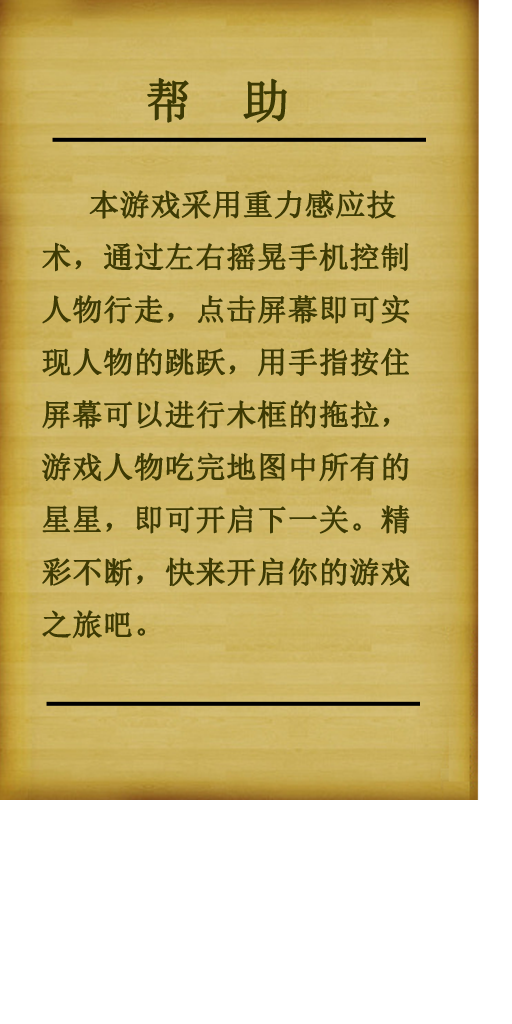 帮 助
本游戏采用重力感应技
术，通过左右摇晃手机控制
人物行走，点击屏幕即可实
现人物的跳跃，用手指按住
屏幕可以进行木框的拖拉，
游戏人物吃完地图中所有的
星星，即可开启下一关。精
彩不断，快来开启你的游戏
之旅吧。